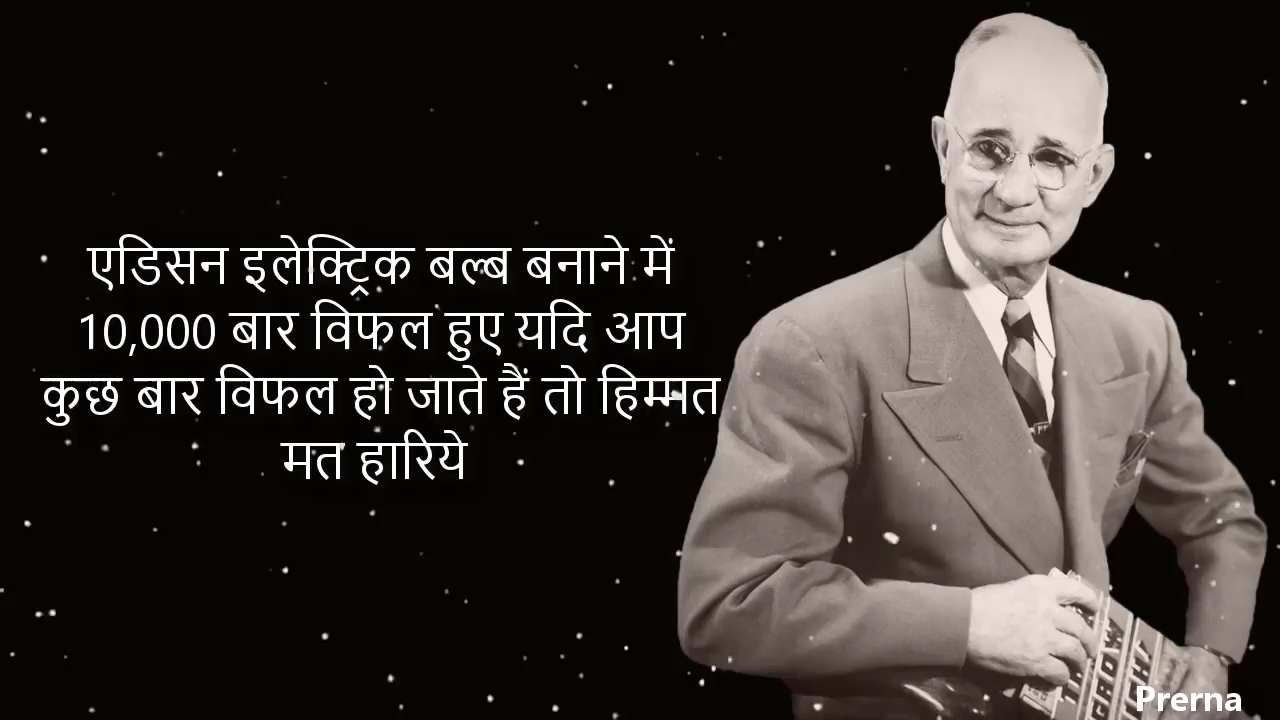 एडिसन इलेक्ट्रिक बल्ब बनाने में
10,000 बार विफल हुए यदि आप
कुछ बार विफल हो जाते हैं तो हिम्मत
मत हारिये
Prerna